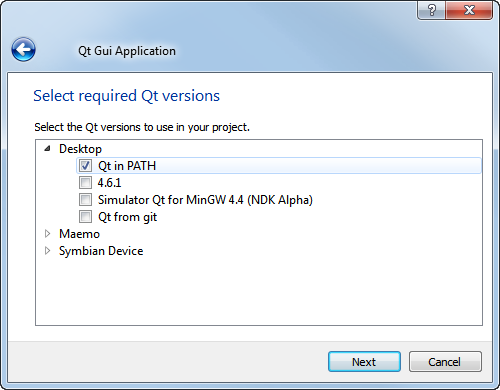 Qt Gui Application
Select required Qt versions
Select the Qt versions to use in your project.
Desktop
Qt in PATH
4.6.1
Simulator Qt for MinGW 4.4 (NDK Alpha)
Qt from git
Maemo
Symbian Device
Next
Cancel